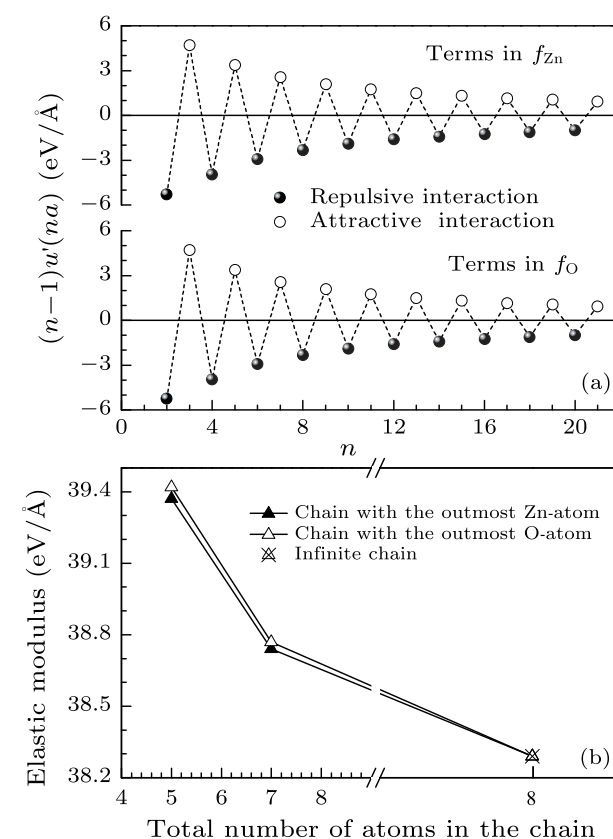 6
3
0
−3
−6
Terms in fZn
Repulsive interaction
Attractive interaction
(n−1)u'(na) (eV/Å)
6
3
0
−3
−6
Terms in fO
(a)
0 4 8 12 16 20
n
39.4
39.1
38.8
38.5
38.2
Elastic modulus (eV/Å)
Chain with the outmost Zn-atom
Chain with the outmost O-atom
Infinite chain
(b)
4 5 6 7 8 8
Total number of atoms in the chain